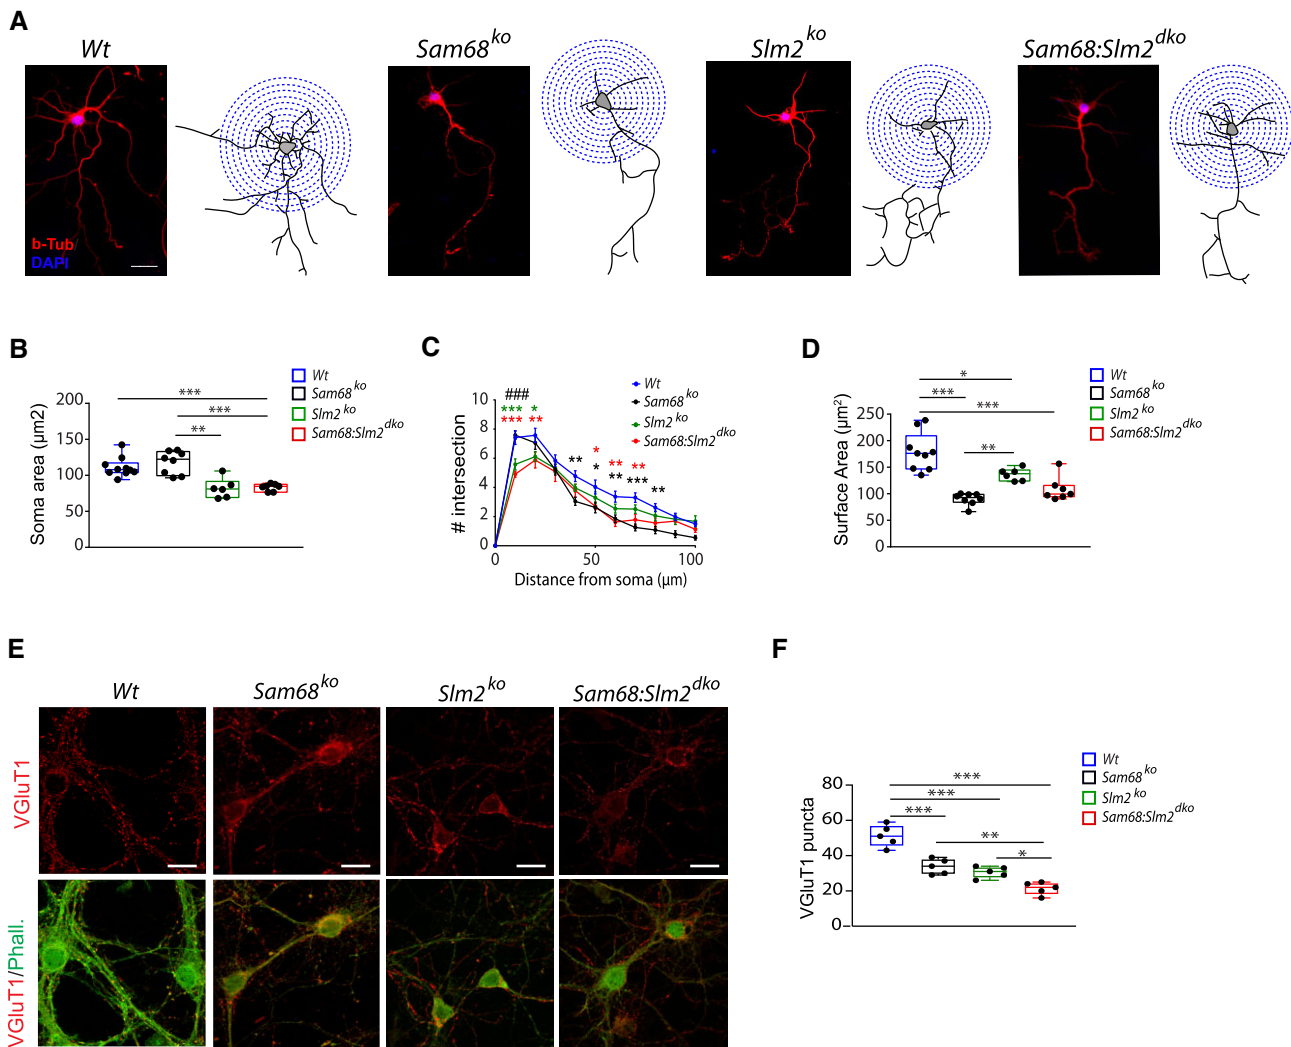 A
Wt Sam68ko Slm2ko Sam68:Slm2dko
b-Tub/
DAPI
B
Soma area (µm2)
200
150
100
50
0
***
***
**
Wt
Sam68ko
Slm2ko
Sam68:Slm2dko
C
# intersection
10
8
6
4
2
0
###
*** *
*** **
** * ** *** **
* ** **
0 50 100
Distance from soma (µm)
Wt
Sam68ko
Slm2ko
Sam68:Slm2dko
D
Surface Area (µm2)
250
200
150
100
50
0
*
***
***
**
Wt
Sam68ko
Slm2ko
Sam68:Slm2dko
E
Wt Sam68ko Slm2ko Sam68:Slm2dko
VGluT1
VGluT1/Phall.
F
VGluT1 puncta
80
60
40
20
0
***
***
***
**
*
Wt
Sam68ko
Slm2ko
Sam68:Slm2dko